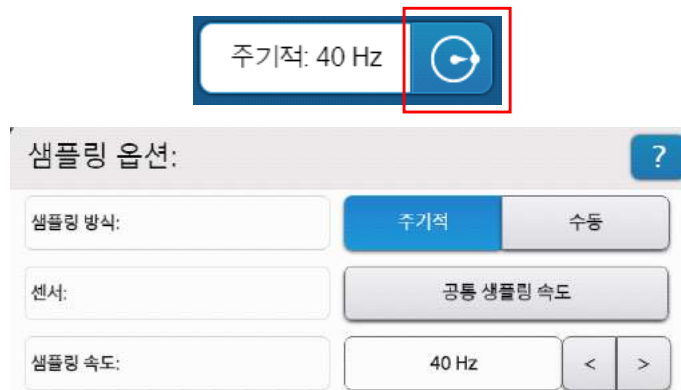 주기적: 40 Hz
샘플링 옵션:
?
샘플링 방식:
주기적
수동
센서:
공통 생플링 속도
샘플링 속도:
40 Hz
<
>